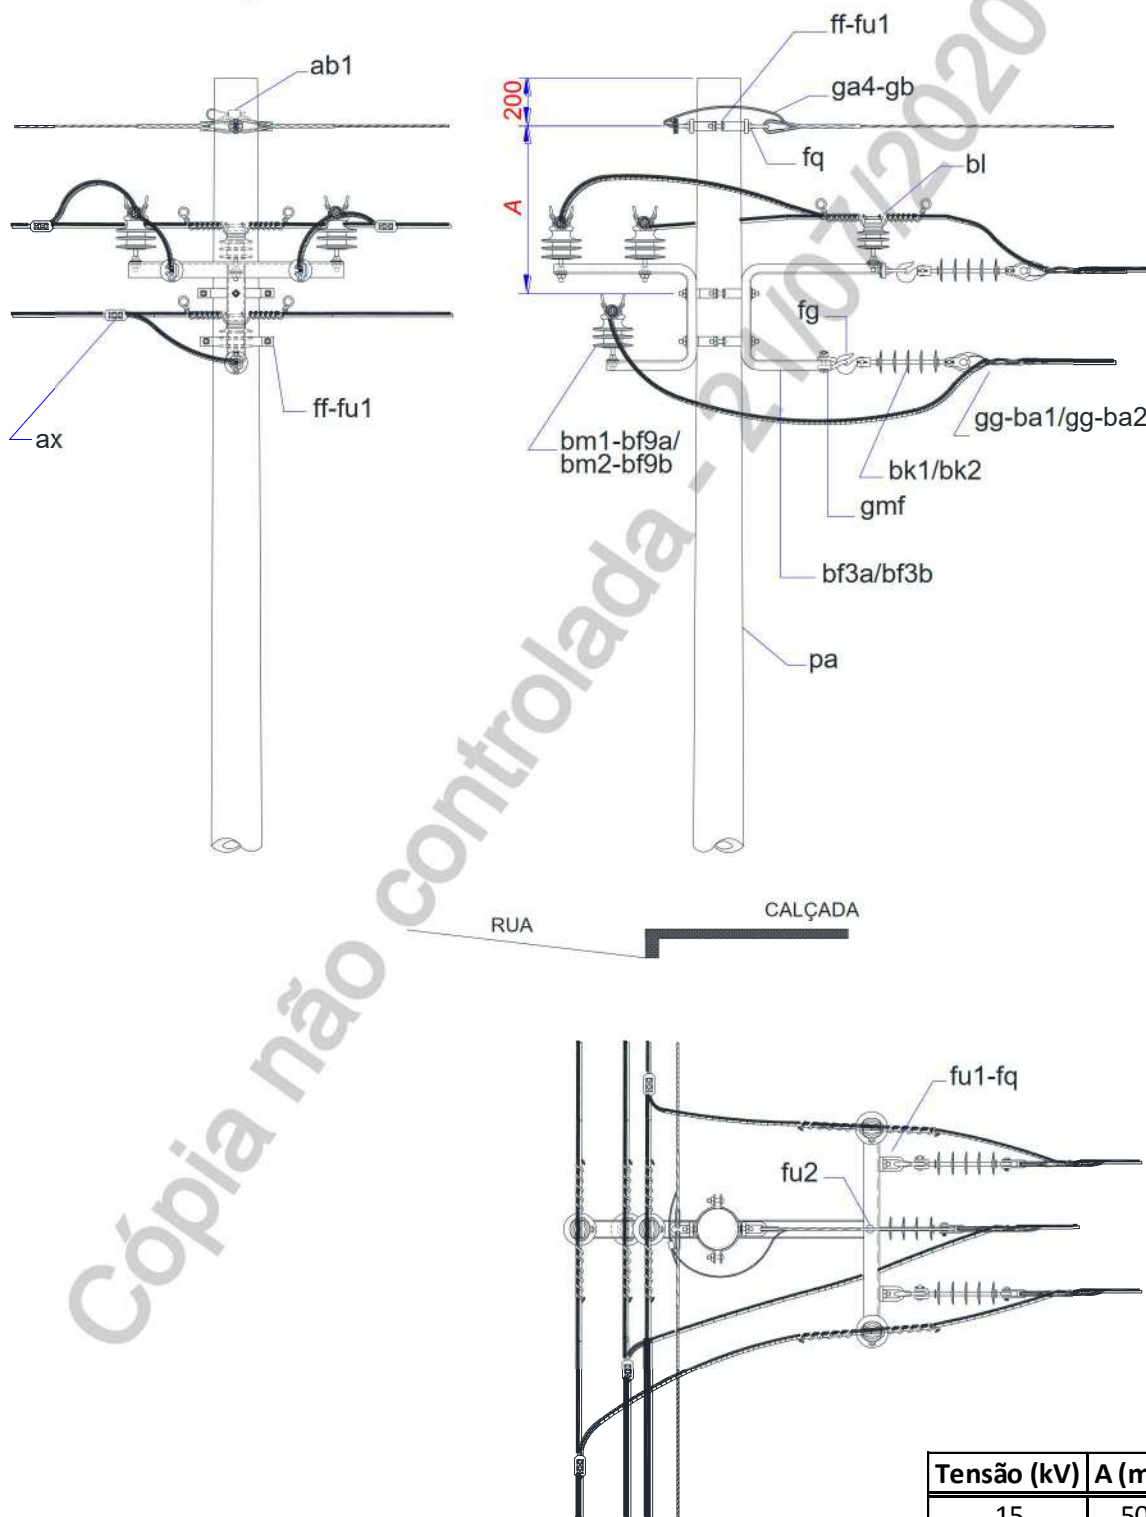 ff-fu1
ab1
200
ga4-gb
fq
bl
A
fg
ff-fu1
ax
bm1-bf9a/
bm2-bf9b
gg-ba1/gg-ba2
bk1/bk2
gmf
bf3a/bf3b
pa
RUA
CALÇADA
fu1-fq
fu2
Tensão (kV) A (m
15 50
Cópia não controlada - 21/07/2020